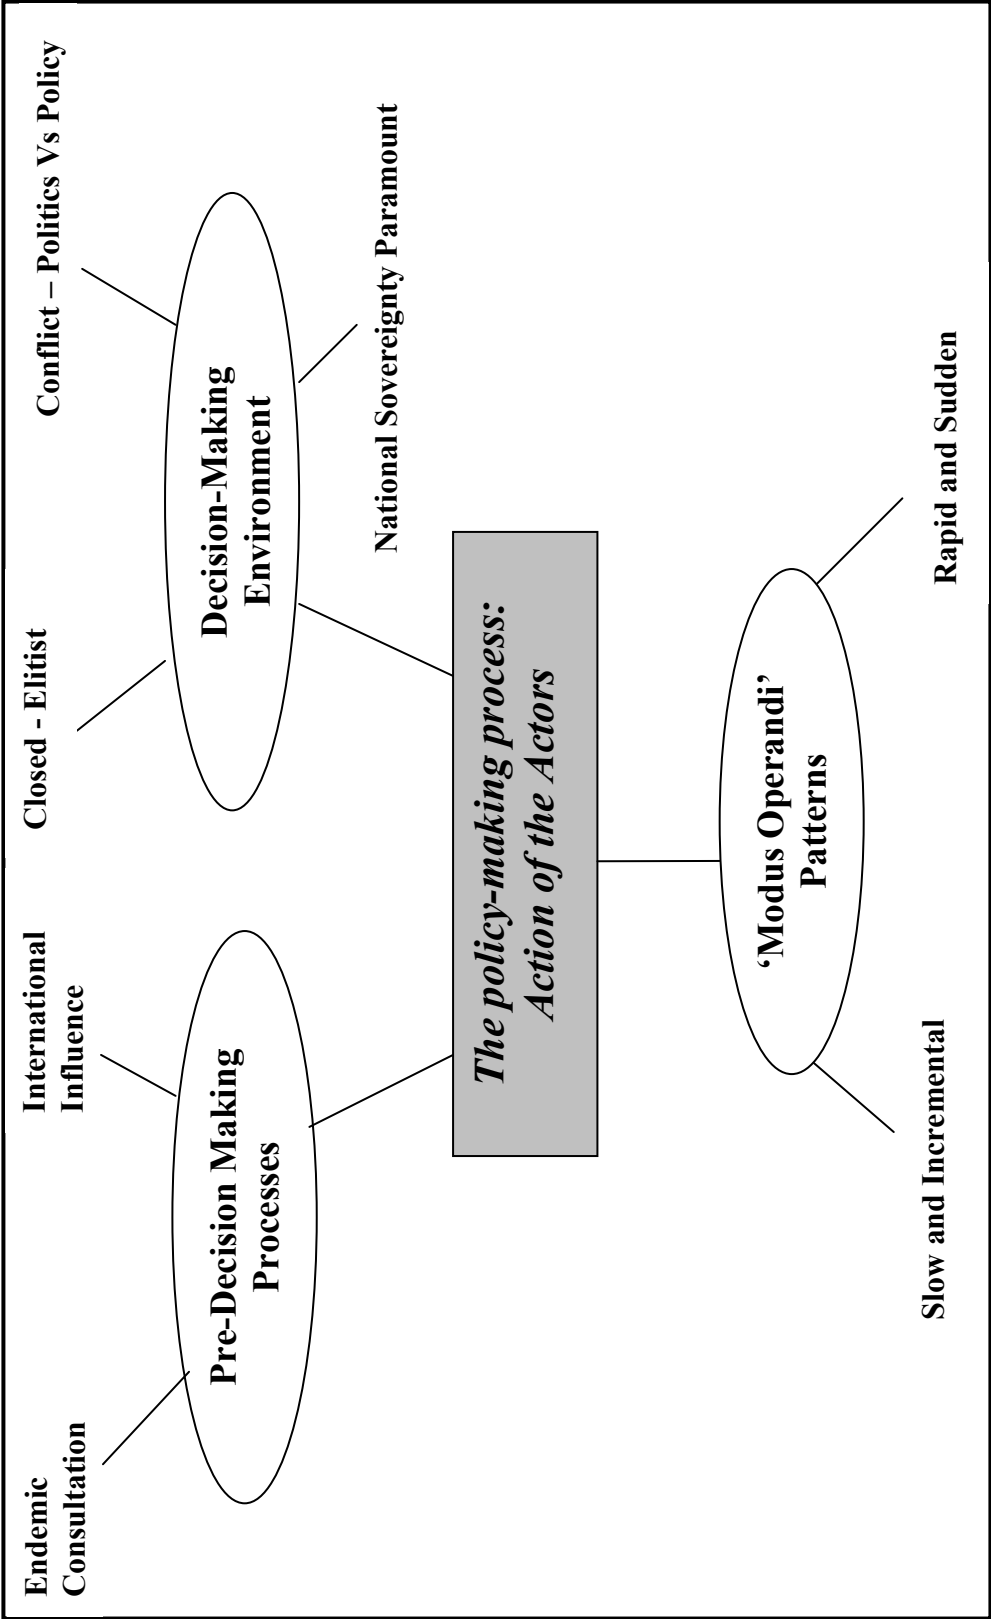 Endemic
Consultation
International
Influence
Closed - Elitist
Conflict – Politics Vs Policy
Pre-Decision Making
Processes
Decision-Making
Environment
National Sovereignty Paramount
The policy-making process:
Action of the Actors
‘Modus Operandi’
Patterns
Slow and Incremental
Rapid and Sudden